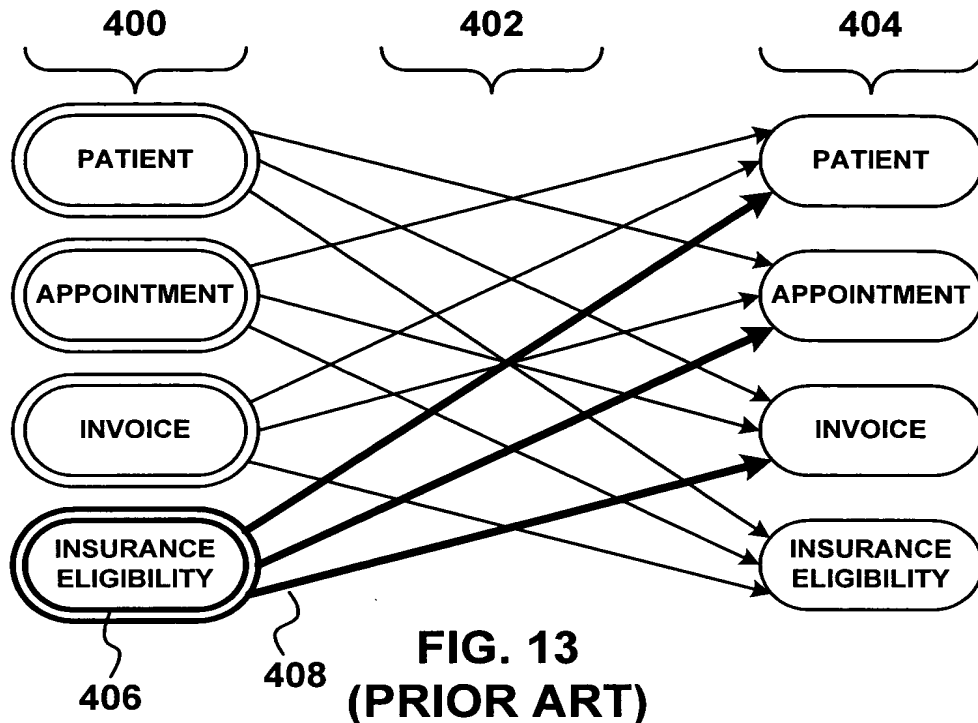 400 402 404
PATIENT PATIENT
APPOINTMENT APPOINTMENT
INVOICE INVOICE
INSURANCE INSURANCE
ELIGIBILITY ELIGIBILITY
406 408
FIG. 13
(PRIOR ART)